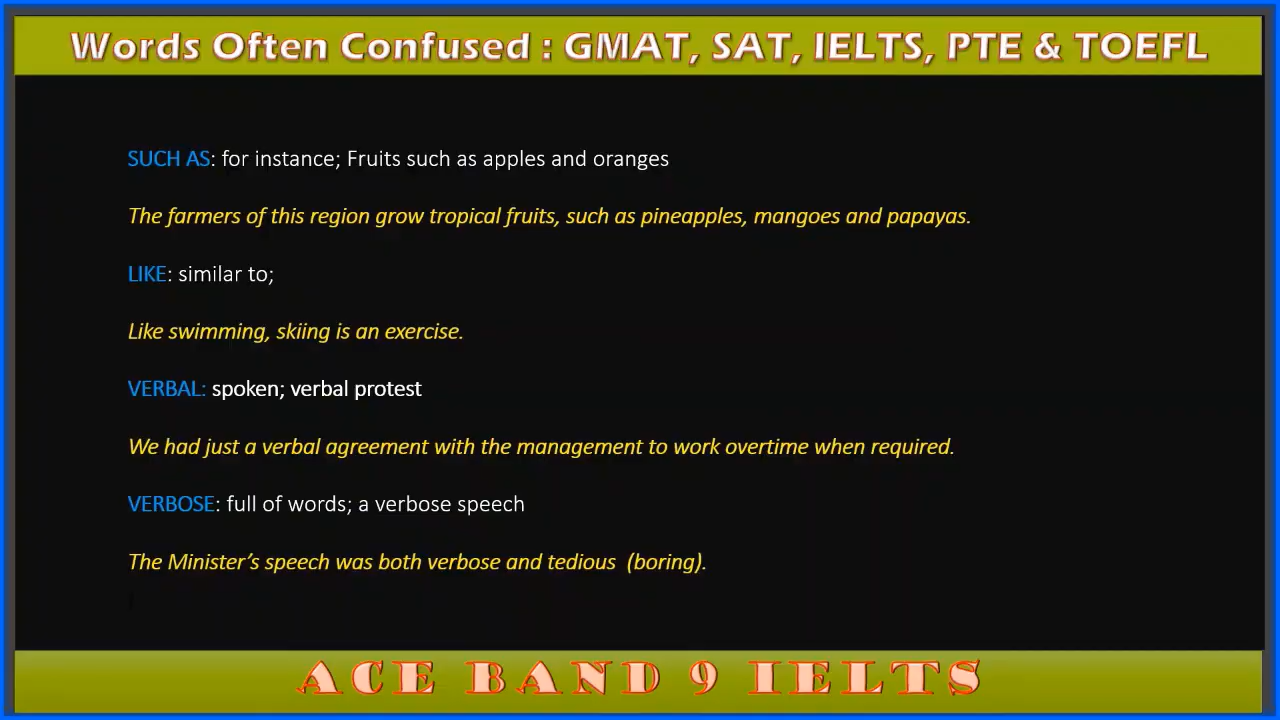 Words Often Confused : GMAT, SAT, IELTS, PTE & TOEFL
SUCH AS: for instance; Fruits such as apples and oranges
The farmers of this region grow tropical fruits, such as pineapples, mangoes and papayas.
LIKE: similar to;
Like swimming, skiing is an exercise.
VERBAL: spoken; verbal protest
We had just a verbal agreement with the management to work overtime when required.
VERBOSE: full of words; a verbose speech
The Minister’s speech was both verbose and tedious  (boring).
ACE BAND 9 IELTS